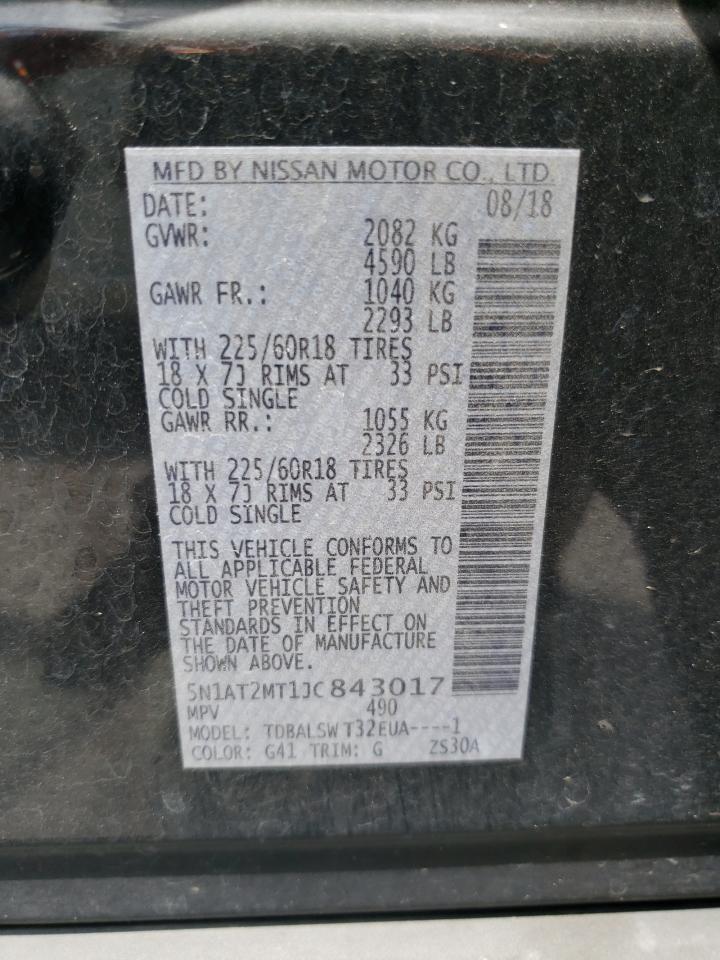 MFD BY NISSAN MOTOR CO., LTD.
DATE: 08/18
GVWR: 2082 KG
4590 LB
GAWR FR.: 1040 KG
2293 LB
WITH 225/60R18 TIRES
18 X 7J RIMS AT 33 PSI
COLD SINGLE
GAWR RR.: 1055 KG
2326 LB
WITH 225/60R18 TIRES
18 X 7J RIMS AT 33 PSI
COLD SINGLE
THIS VEHICLE CONFORMS TO
ALL APPLICABLE FEDERAL
MOTOR VEHICLE SAFETY AND
THEFT PREVENTION
STANDARDS IN EFFECT ON
THE DATE OF MANUFACTURE
SHOWN ABOVE.
5N1AT2MT1JC843017
MPV 490
MODEL: TDBALSW T32EUA----1
COLOR: G41 TRIM: G ZS30A